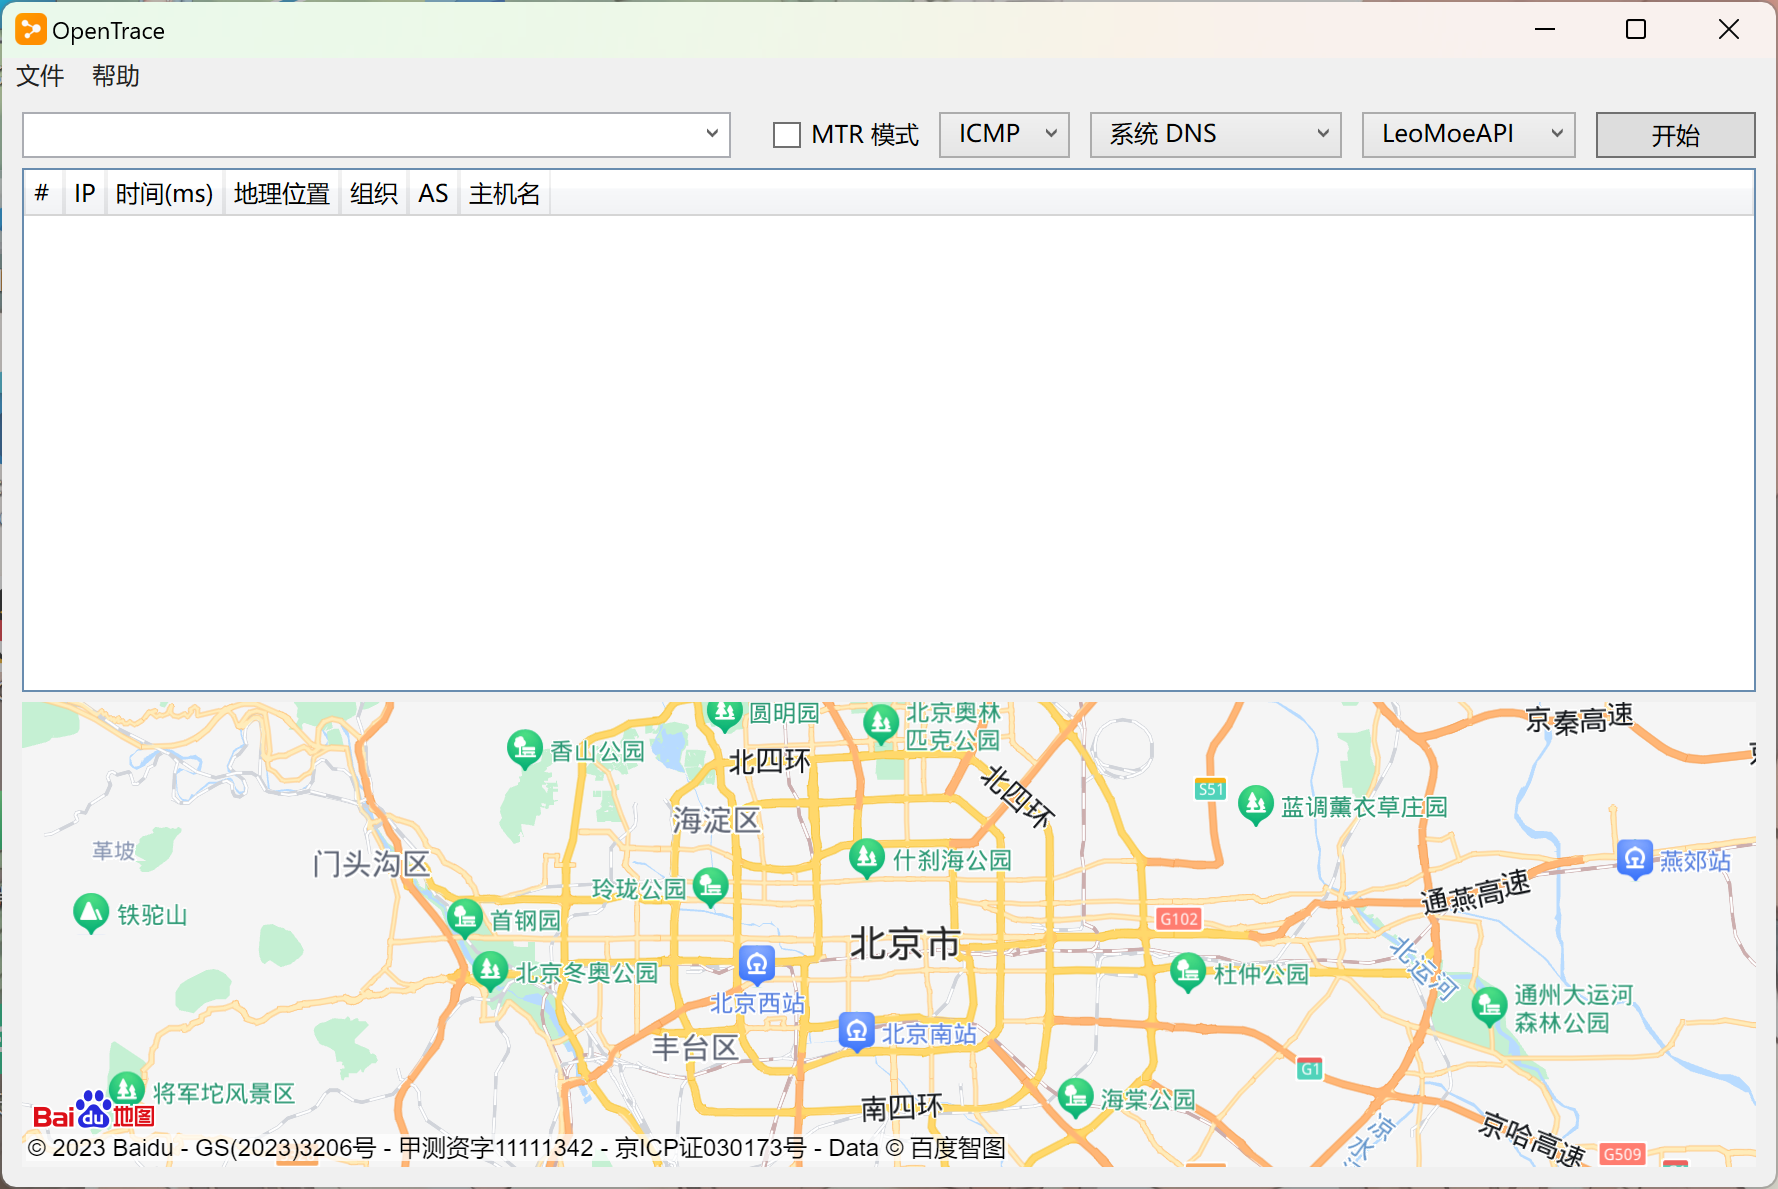 OpenTrace
文件 帮助
MTR 模式 ICMP 系统 DNS LeoMoeAPI 开始
# IP 时间(ms) 地理位置 组织 AS 主机名
圆明园
北京奥林
匹克公园
京秦高速
香山公园
北四环
北四环
S51
蓝调薰衣草庄园
海淀区
革坡
门头沟区
什刹海公园
燕郊站
玲珑公园
通燕高速
铁驼山
首钢园
G102
北京市
北京冬奥公园
杜仲公园
北运河
北京西站
通州大运河
森林公园
北京南站
丰台区
G1
将军坨风景区
海棠公园
南四环
Baidu地图
凉水河
京哈高速
G509
© 2023 Baidu - GS(2023)3206号 - 甲测资字11111342 - 京ICP证030173号 - Data © 百度智图